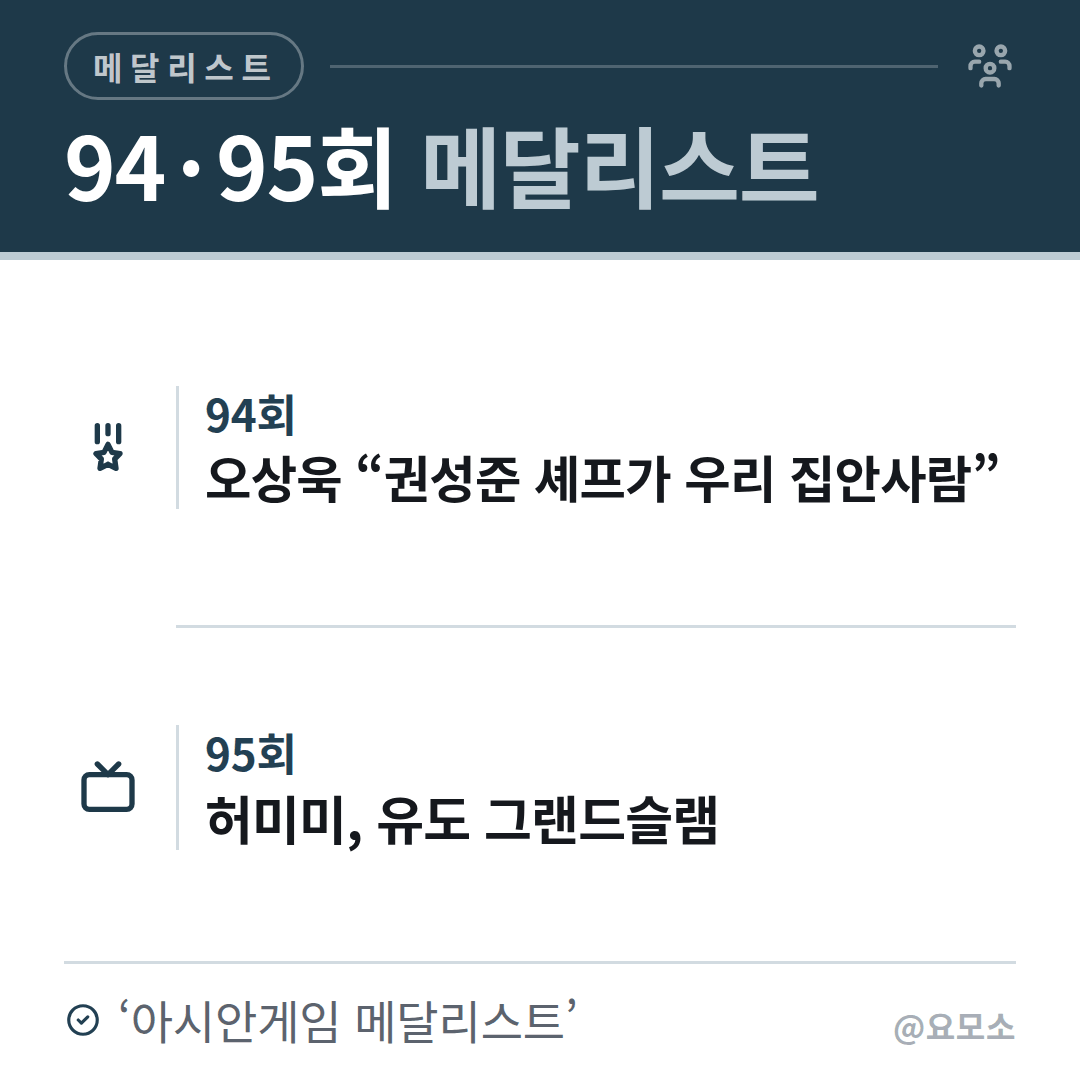 메달리스트
94·95회 메달리스트
94회
오상욱 “권성준 셰프가 우리 집안사람”
95회
허미미, 유도 그랜드슬램
‘아시안게임 메달리스트’
@요모소